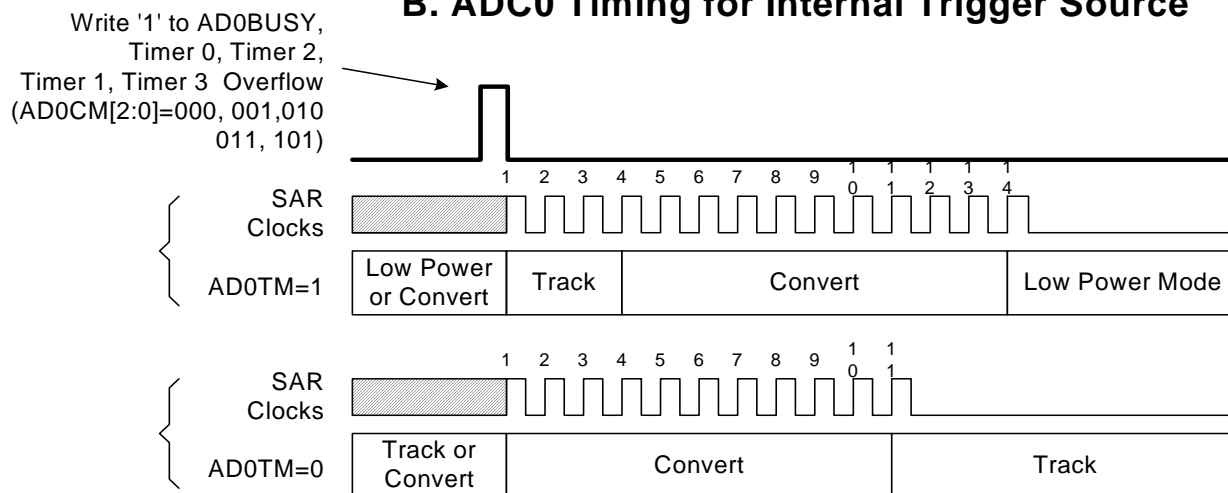 B. ADC0 Timing for Internal Trigger Source
Write '1' to AD0BUSY,
Timer 0, Timer 2,
Timer 1, Timer 3 Overflow
(AD0CM[2:0]=000, 001,010
011, 101)
1 2 3 4 5 6 7 8 9 10 11 12 13 14
SAR
Clocks
AD0TM=1
Low Power
or Convert
Track
Convert
Low Power Mode
1 2 3 4 5 6 7 8 9 10 11
SAR
Clocks
AD0TM=0
Track or
Convert
Convert
Track